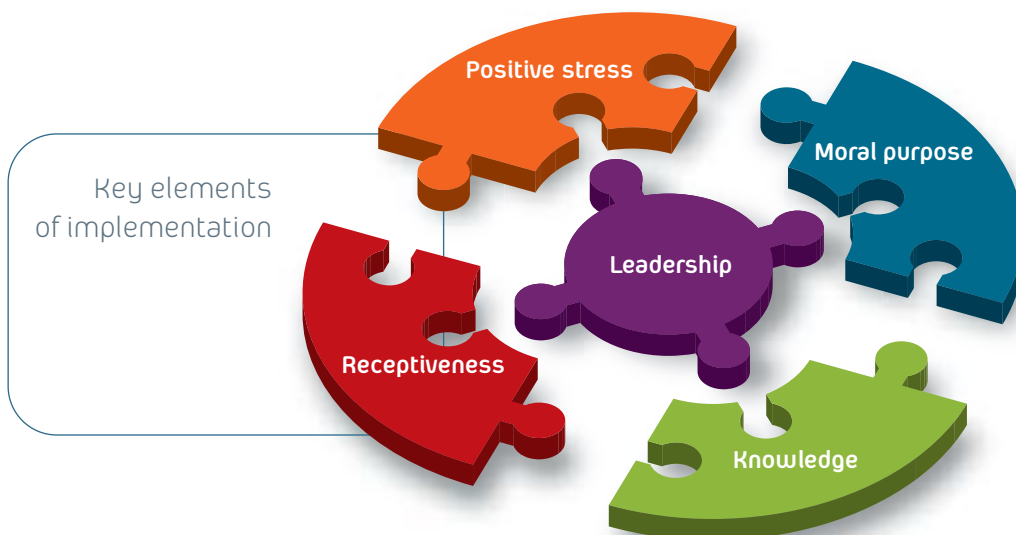 Key elements
of implementation
Positive stress
Moral purpose
Leadership
Receptiveness
Knowledge